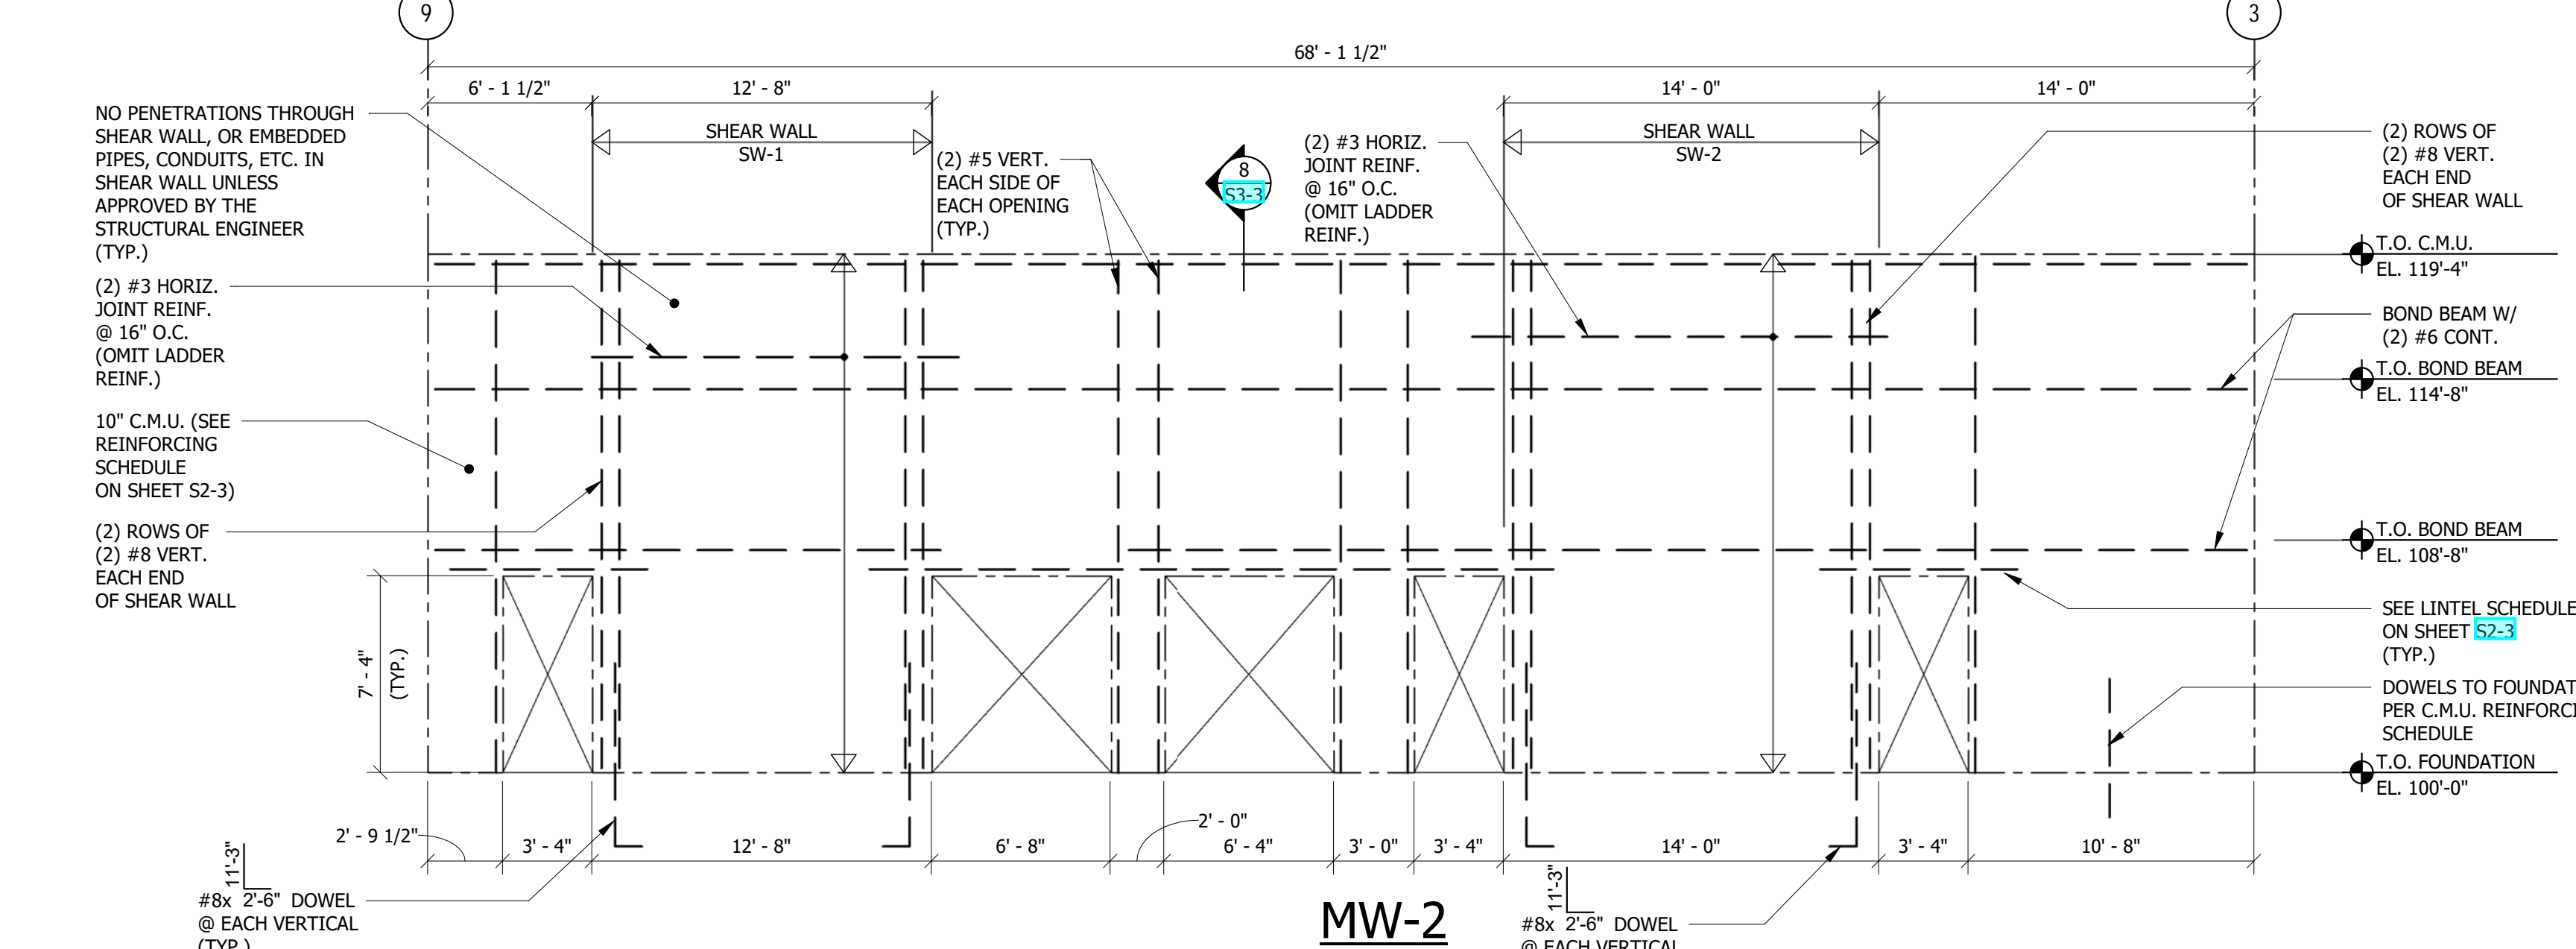 9
3
68' - 1 1/2"
6' - 1 1/2"
12' - 8"
14' - 0"
14' - 0"
NO PENETRATIONS THROUGH
SHEAR WALL, OR EMBEDDED
PIPES, CONDUITS, ETC. IN
SHEAR WALL UNLESS
APPROVED BY THE
STRUCTURAL ENGINEER
(TYP.)
SHEAR WALL
SW-1
(2) #5 VERT.
EACH SIDE OF
EACH OPENING
(TYP.)
8
S3-3
(2) #3 HORIZ.
JOINT REINF.
@ 16" O.C.
(OMIT LADDER
REINF.)
SHEAR WALL
SW-2
(2) ROWS OF
(2) #8 VERT.
EACH END
OF SHEAR WALL
T.O. C.M.U.
EL. 119'-4"
(2) #3 HORIZ.
JOINT REINF.
@ 16" O.C.
(OMIT LADDER
REINF.)
BOND BEAM W/
(2) #6 CONT.
T.O. BOND BEAM
EL. 114'-8"
10" C.M.U. (SEE
REINFORCING
SCHEDULE
ON SHEET S2-3)
(2) ROWS OF
(2) #8 VERT.
EACH END
OF SHEAR WALL
T.O. BOND BEAM
EL. 108'-8"
SEE LINTEL SCHEDULE
ON SHEET S2-3
(TYP.)
7' - 4"
(TYP.)
DOWELS TO FOUNDAT
PER C.M.U. REINFORCI
SCHEDULE
T.O. FOUNDATION
EL. 100'-0"
2' - 9 1/2"
3' - 4"
12' - 8"
6' - 8"
2' - 0"
6' - 4"
3' - 0"
3' - 4"
14' - 0"
3' - 4"
10' - 8"
11'-3"
#8x 2'-6" DOWEL
@ EACH VERTICAL
(TYP.)
MW-2
11'-3"
#8x 2'-6" DOWEL
@ EACH VERTICAL